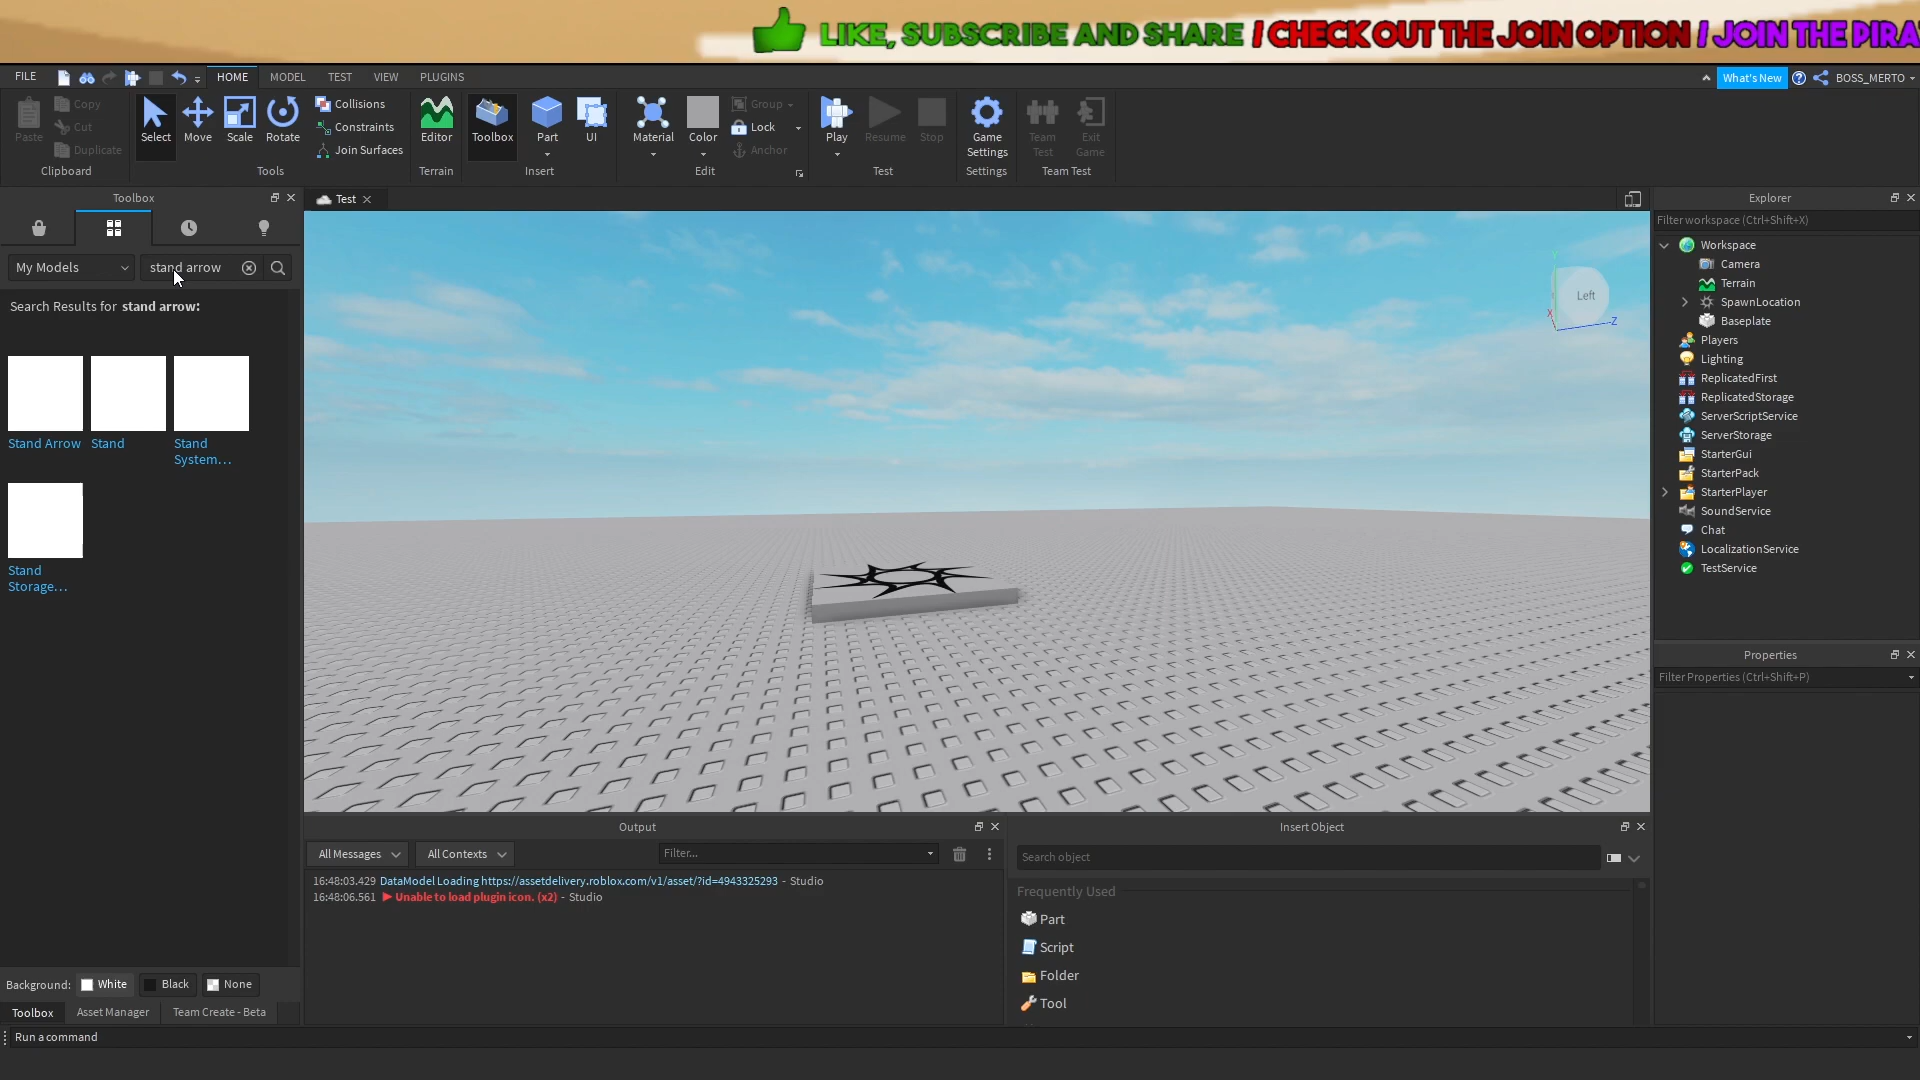 LIKE, SUBSCRIBE AND SHARE / CHECK OUT THE JOIN OPTION / JOIN THE PIRA
FILE HOME MODEL TEST VIEW PLUGINS What's New BOSS_MERTO
Paste Copy Cut Duplicate Clipboard
Select Move Scale Rotate Collisions Constraints Join Surfaces Tools
Editor Terrain
Toolbox Part UI Insert
Material Color Group Lock Anchor Edit
Play Resume Stop Test
Game Settings Settings
Team Test Exit Game Team Test
Toolbox
My Models stand arrow
Search Results for stand arrow:
Stand Arrow
Stand
Stand System...
Stand Storage...
Background: White Black None
Toolbox Asset Manager Team Create - Beta
Run a command
Test
Left
X
Z
Output
All Messages All Contexts Filter...
16:48:03.429 DataModel Loading https://assetdelivery.roblox.com/v1/asset/?id=4943325293 - Studio
16:48:06.561 Unable to load plugin icon. (x2) - Studio
Insert Object
Search object
Frequently Used
Part
Script
Folder
Tool
Explorer
Filter workspace (Ctrl+Shift+X)
Workspace
Camera
Terrain
SpawnLocation
Baseplate
Players
Lighting
ReplicatedFirst
ReplicatedStorage
ServerScriptService
ServerStorage
StarterGui
StarterPack
StarterPlayer
SoundService
Chat
LocalizationService
TestService
Properties
Filter Properties (Ctrl+Shift+P)